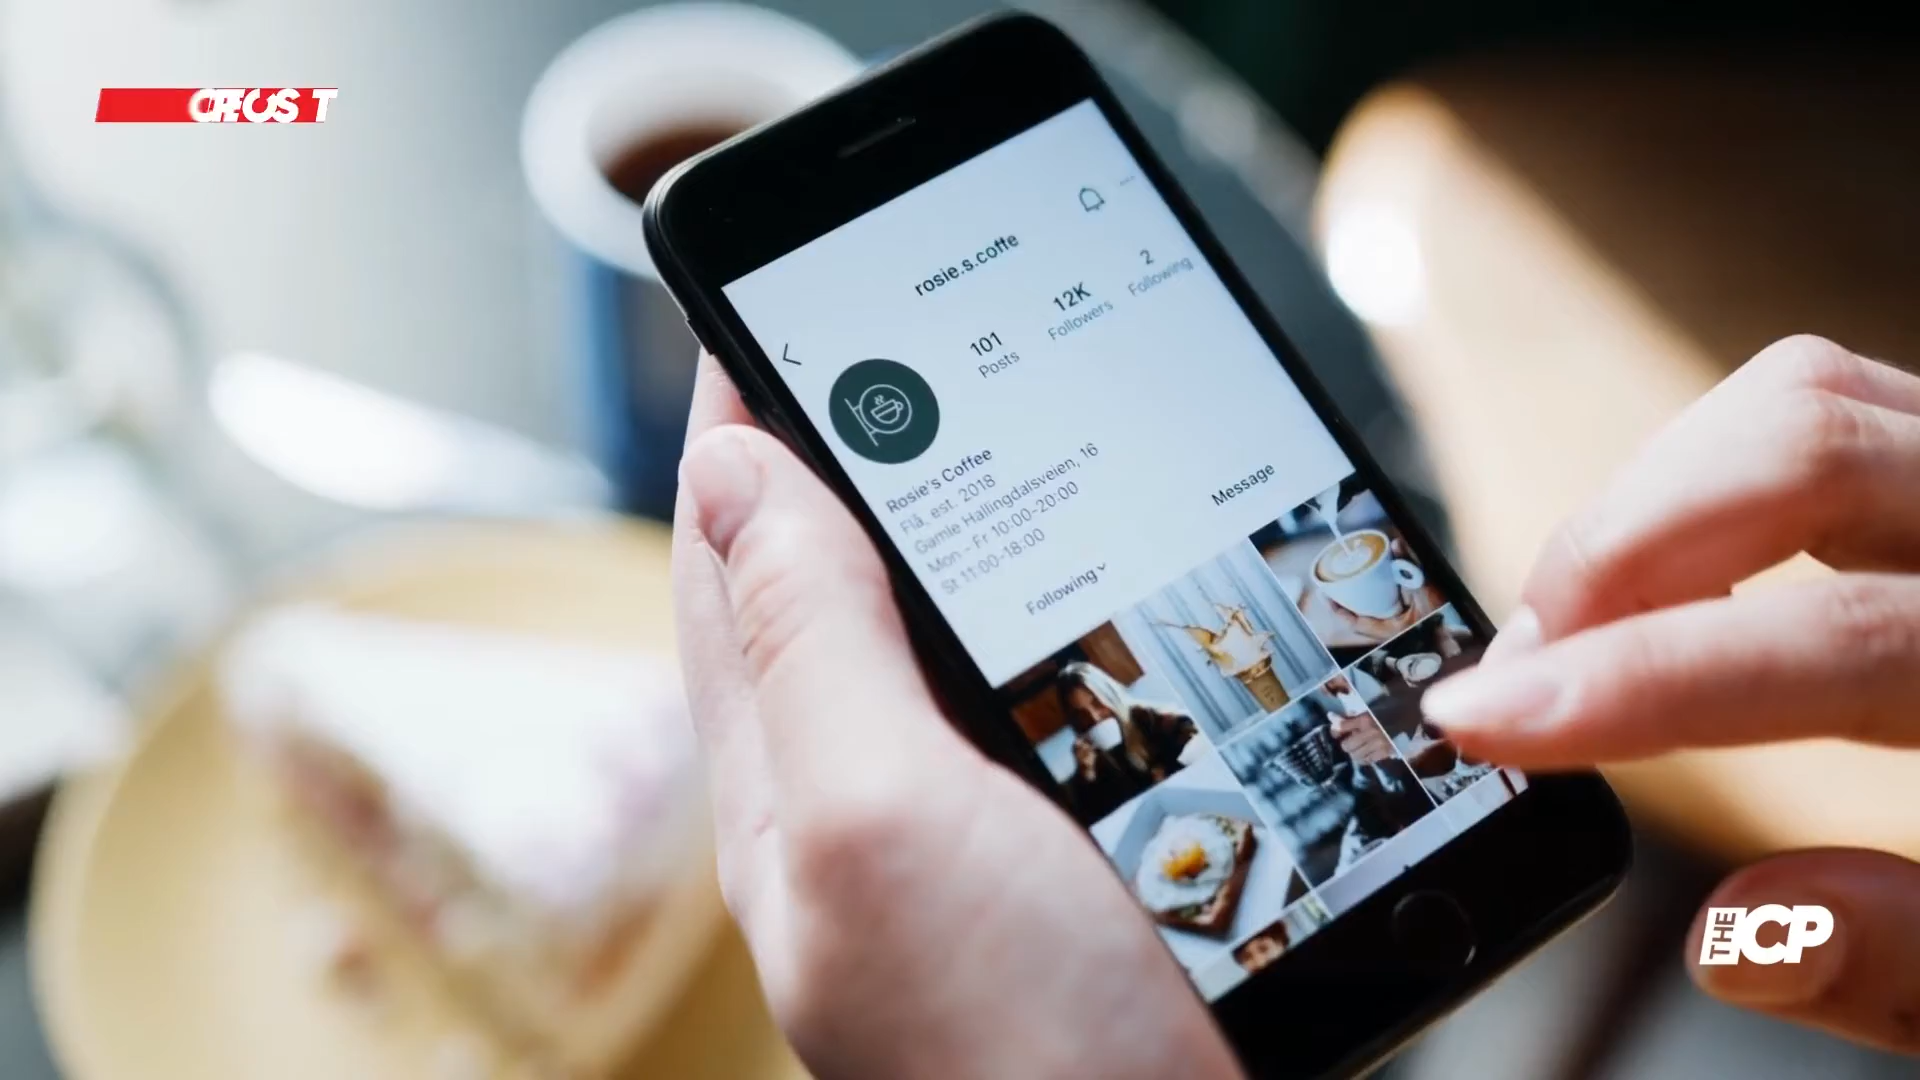 rosie.s.coffe
101
Posts
12K
Followers
2
Following
Rosie's Coffee
Flå, est. 2018
Gamle Hallingdalsveien, 16
Mon - Fr 10:00-20:00
St 11:00-18:00
Following
Message
THE
CP